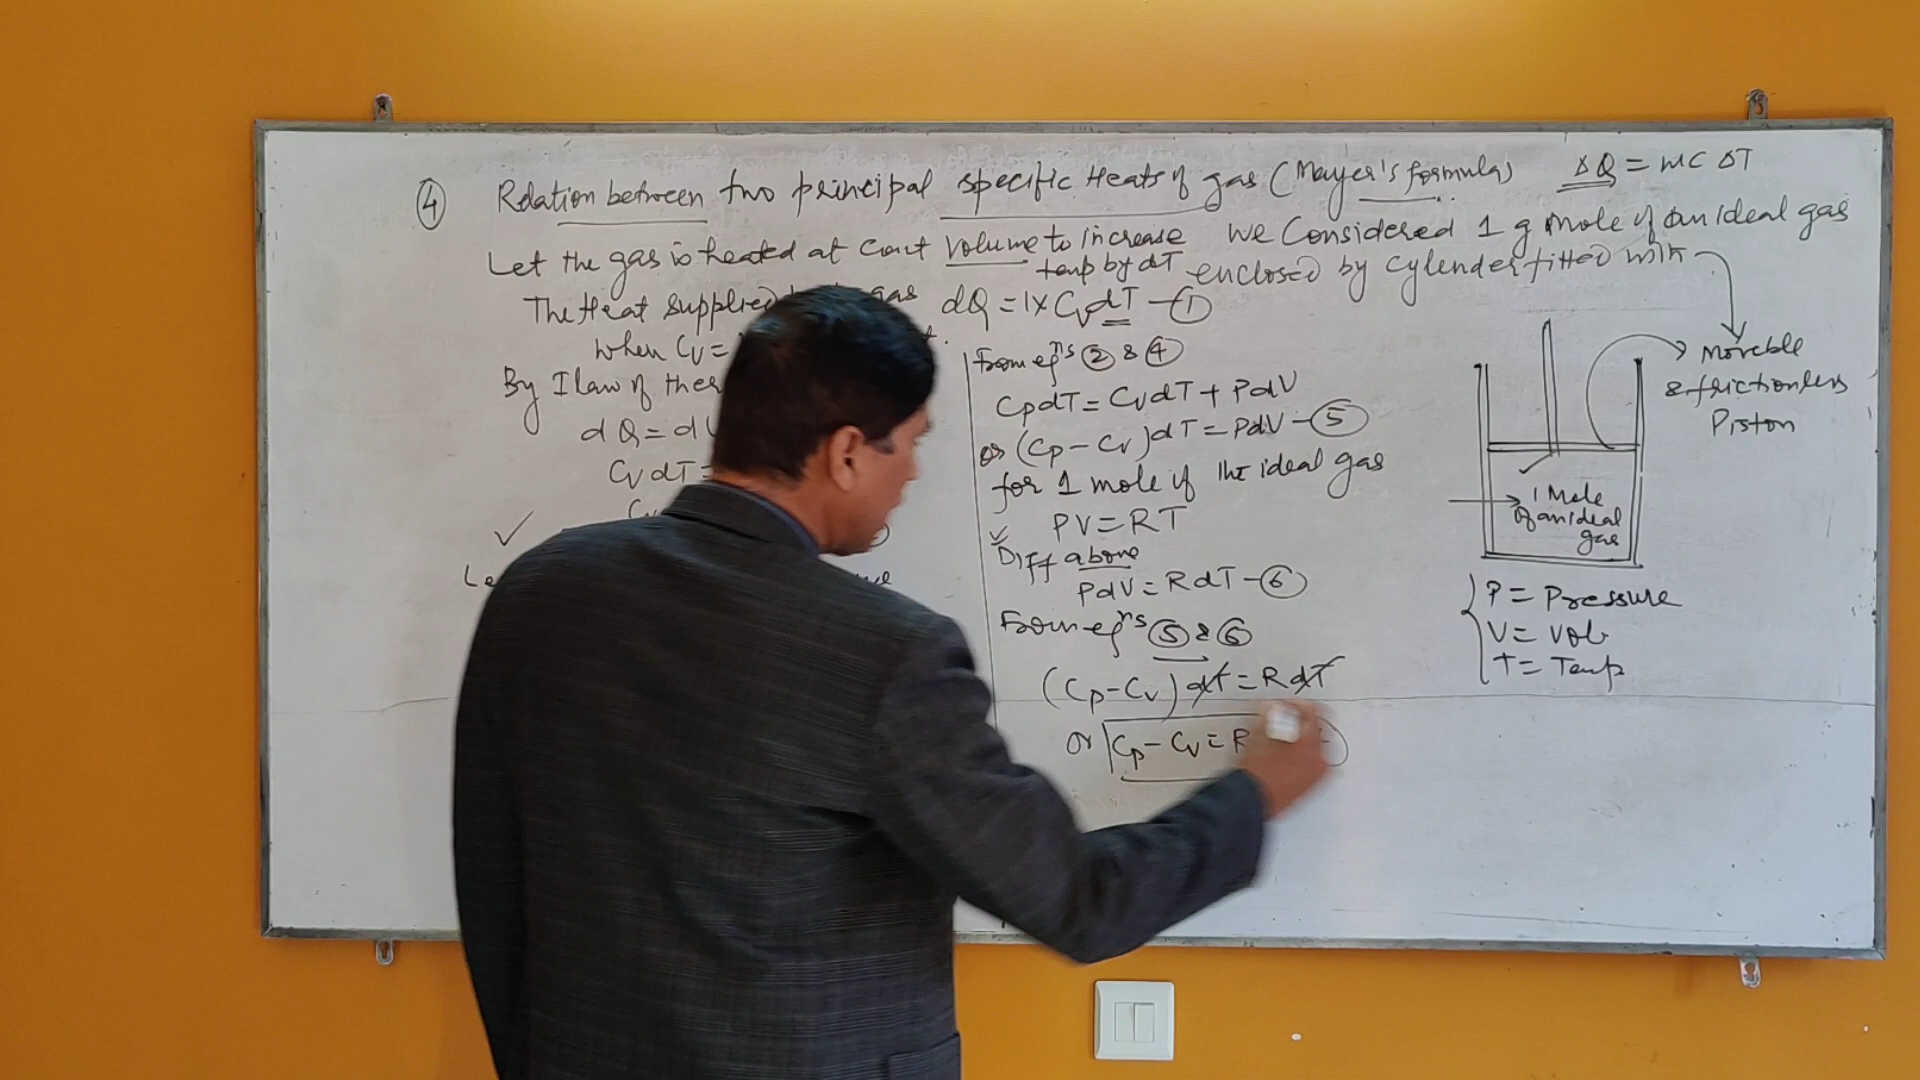 ④ Relation between two principal specific Heats of gas (Mayer's formula) ΔQ = mC ΔT
We Considered 1 g mole of an Ideal gas
enclosed by Cylender fitted with
Moveble
& frictionless
Piston
1 Mole
of an ideal
gas
P = Pressure
V = Vol.
T = Temp
Let the gas is heated at Cont Volume to increase
temp by dT
The Heat supplied gas dQ = 1 x CvdT - ①
when Cv =
By I law of ther
dQ = dU
CvdT =
Le
From eqns ② & ④
CpdT = CvdT + PdV
or (Cp - Cv)dT = PdV - ⑤
for 1 mole of the ideal gas
PV = RT
Diff above
PdV = RdT - ⑥
From eqns ⑤ & ⑥
(Cp - Cv) dT = RdT
or Cp - Cv = R